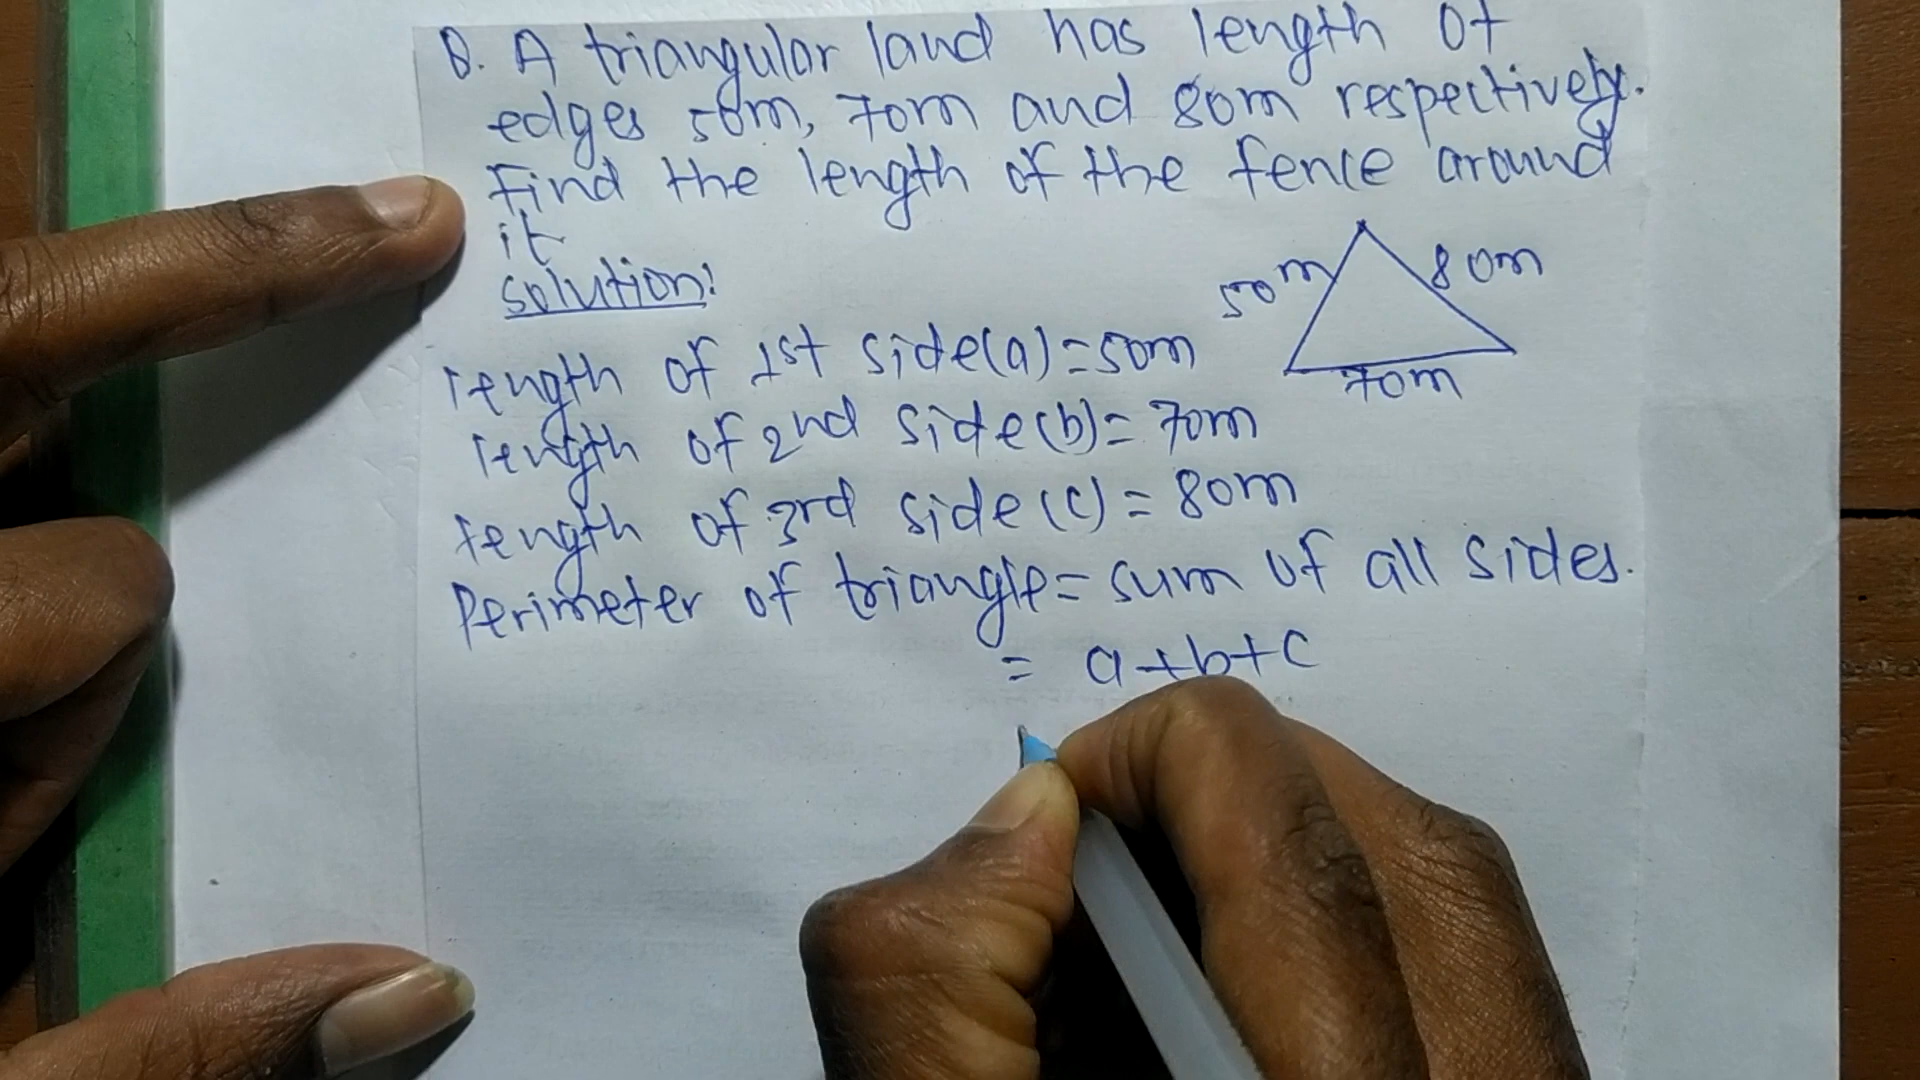 Q. A triangular land has length of
edges 50m, 70m and 80m respectively.
Find the length of the fence around
it
solution:
50m
80m
70m
length of 1st side(a)=50m
length of 2nd side(b)= 70m
length of 3rd side(c) = 80m
Perimeter of triangle= sum of all sides.
= a+b+c